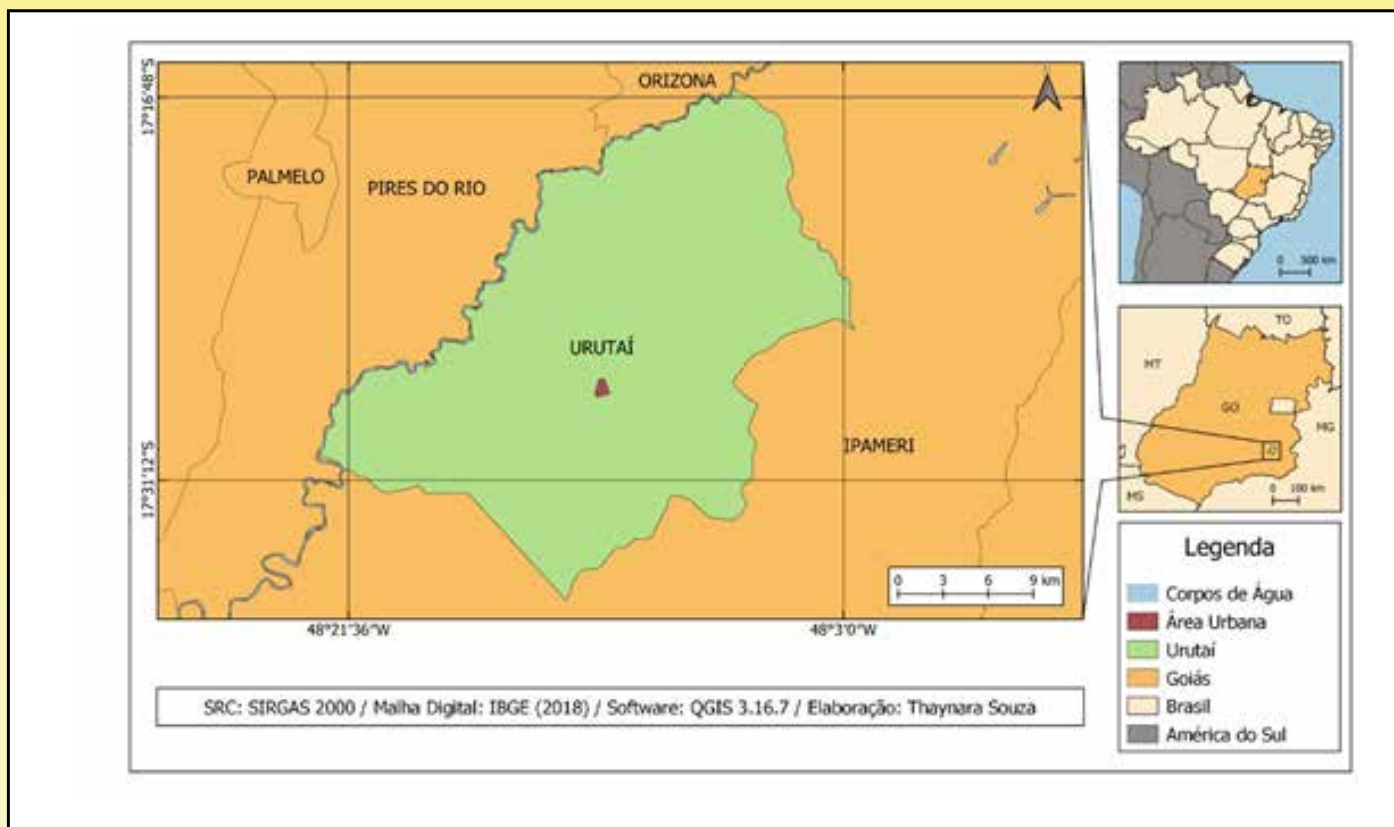 ORIZONA
17°16'48"S
PALMELO
PIRES DO RIO
URUTAÍ
IPAMERI
17°31'12"S
0 3 6 9 km
48°21'36"W
48°3'0"W
0 500 km
TO
MT
GO
MG
MS
0 100 km
Legenda
Corpos de Água
Área Urbana
Urutaí
Goiás
Brasil
América do Sul
SRC: SIRGAS 2000 / Malha Digital: IBGE (2018) / Software: QGIS 3.16.7 / Elaboração: Thaynara Souza